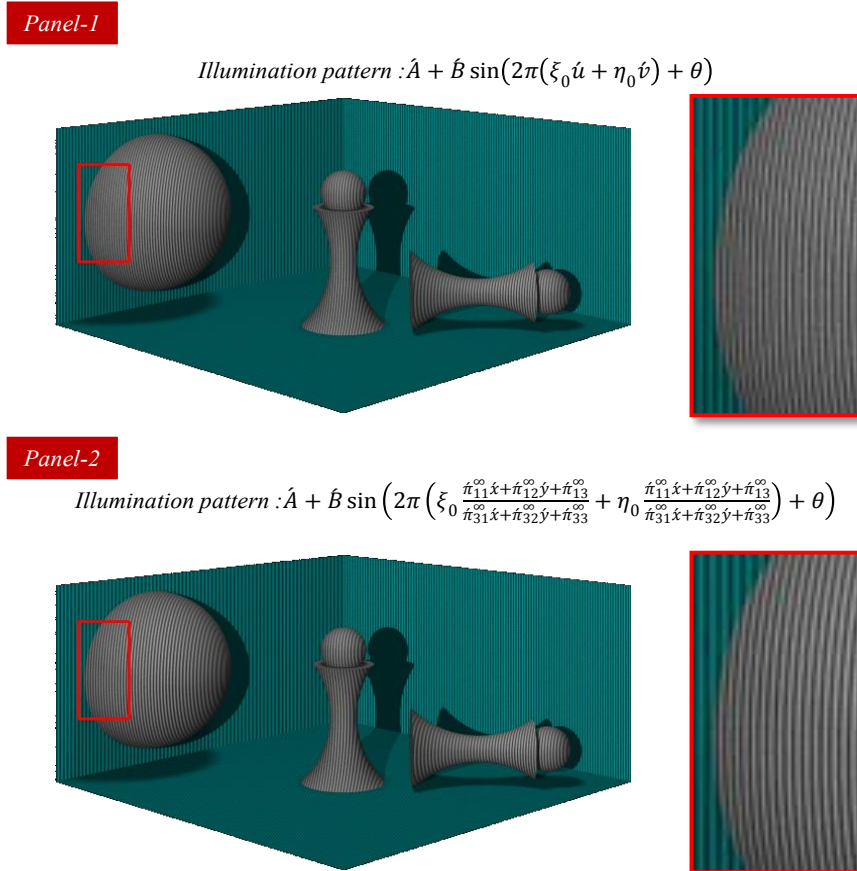 Panel-1
Illumination pattern :Á + B́ sin(2π(ξ₀ú + η₀v́) + θ)
Panel-2
Illumination pattern :Á + B́ sin(2π(ξ₀ (π́₁₁^∞x́+π́₁₂^∞ý+π́₁₃^∞)/(π́₃₁^∞x́+π́₃₂^∞ý+π́₃₃^∞) + η₀ (π́₁₁^∞x́+π́₁₂^∞ý+π́₁₃^∞)/(π́₃₁^∞x́+π́₃₂^∞ý+π́₃₃^∞)) + θ)